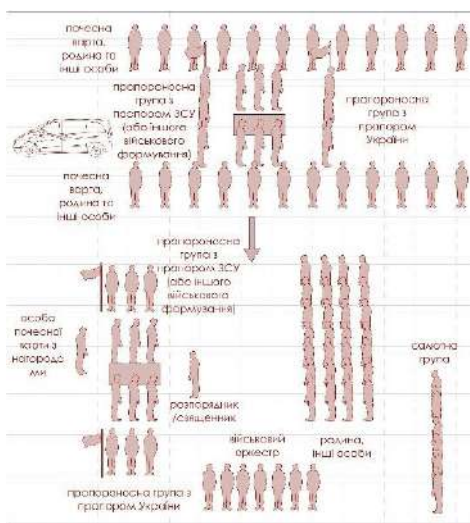 почесна
варта,
родина та
інші особи
прапороносна
група з
прапором ЗСУ
(або іншого
військового
формування)
прапороносна
група з
прапором
України
почесна
варта,
родина та
інші особи
прапороносна
група з
прапором ЗСУ
(або іншого
військового
формування)
особа
почесної
варти з
нагорода
ми
розпорядник
/священник
салютна
група
військовий
оркестр
родина,
інші особи
прапороносна група з
прапором України